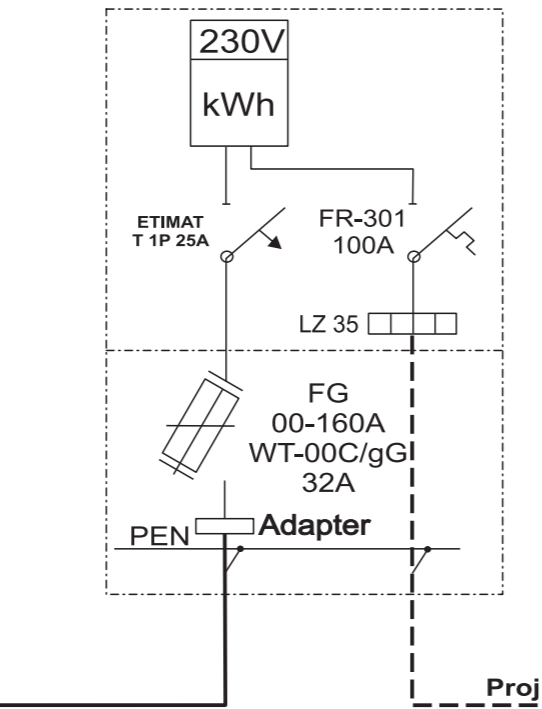 230V
kWh
ETIMAT
T 1P 25A
FR-301
100A
LZ 35
FG
00-160A
WT-00C/gG
32A
Adapter
PEN
Proj